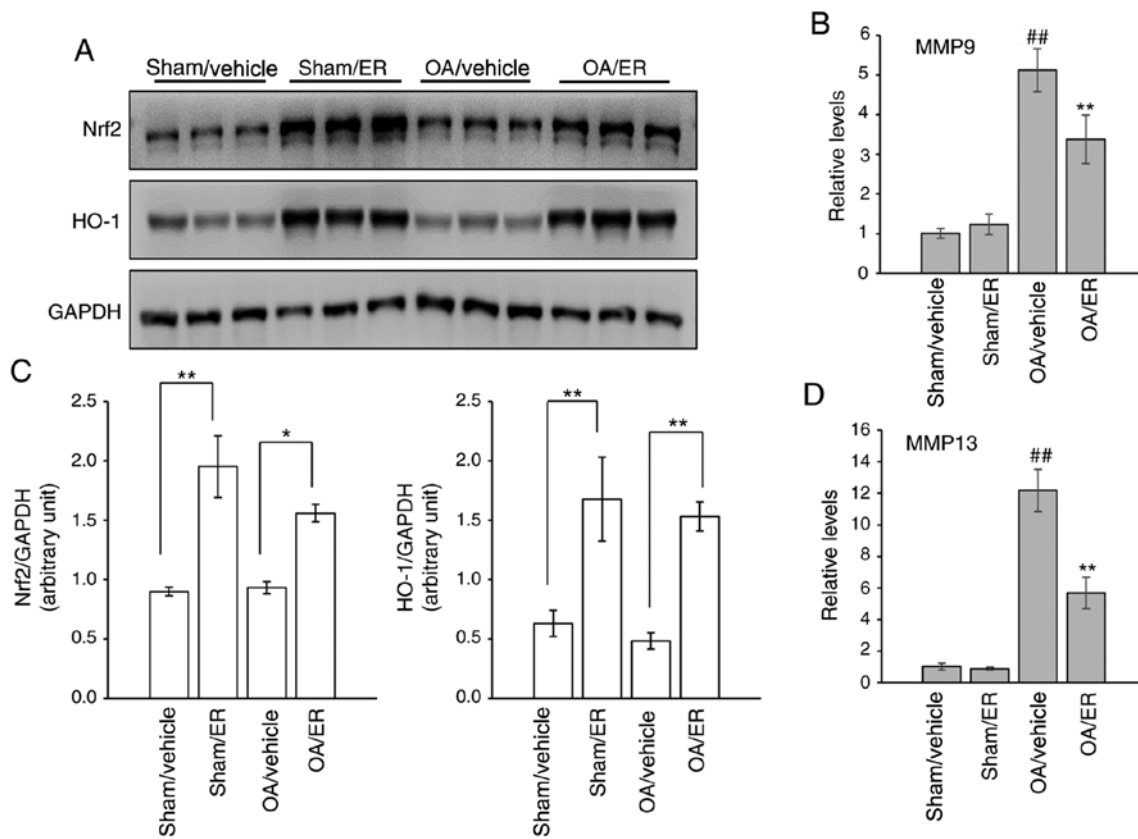 A
Sham/vehicle Sham/ER OA/vehicle OA/ER
Nrf2
HO-1
GAPDH
B
MMP9
##
**
Relative levels
6
5
4
3
2
1
0
Sham/vehicle
Sham/ER
OA/vehicle
OA/ER
C
**
*
Nrf2/GAPDH
(arbitrary unit)
2.5
2.0
1.5
1.0
0.5
0.0
Sham/vehicle
Sham/ER
OA/vehicle
OA/ER
**
**
HO-1/GAPDH
(arbitrary unit)
2.5
2.0
1.5
1.0
0.5
0.0
Sham/vehicle
Sham/ER
OA/vehicle
OA/ER
D
MMP13
##
**
Relative levels
16
14
12
10
8
6
4
2
0
Sham/vehicle
Sham/ER
OA/vehicle
OA/ER